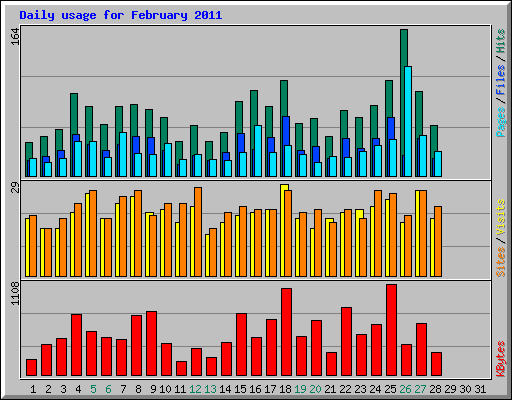 Daily usage for February 2011
164
Pages / Files / Hits
29
Sites / Visits
1108
KBytes
1 2 3 4 5 6 7 8 9 10 11 12 13 14 15 16 17 18 19 20 21 22 23 24 25 26 27 28 29 30 31